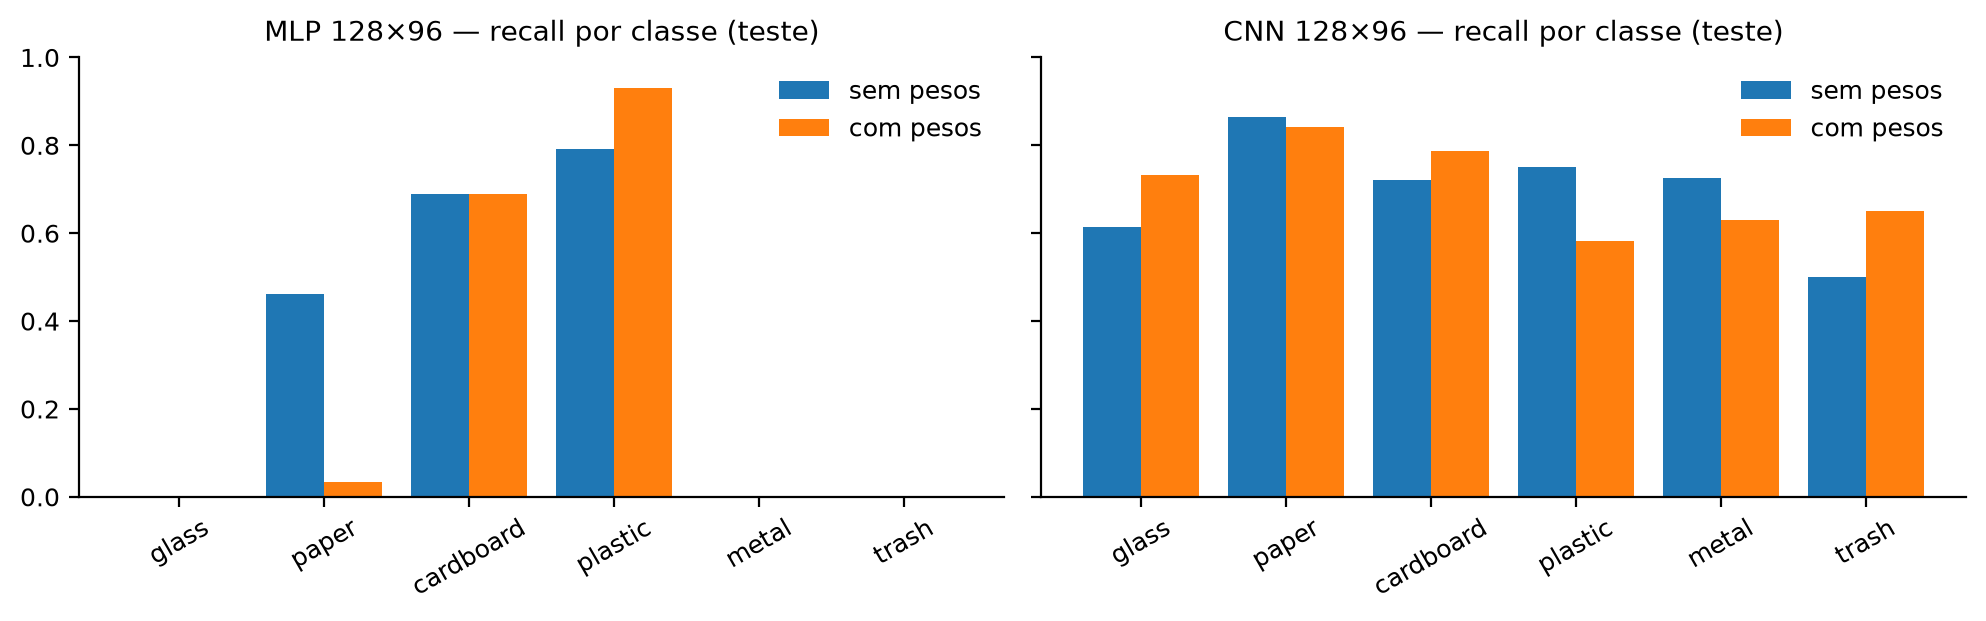 MLP 128×96 — recall por classe (teste)
1.0
0.8
0.6
0.4
0.2
0.0
sem pesos
com pesos
glass
paper
cardboard
plastic
metal
trash
CNN 128×96 — recall por classe (teste)
sem pesos
com pesos
glass
paper
cardboard
plastic
metal
trash